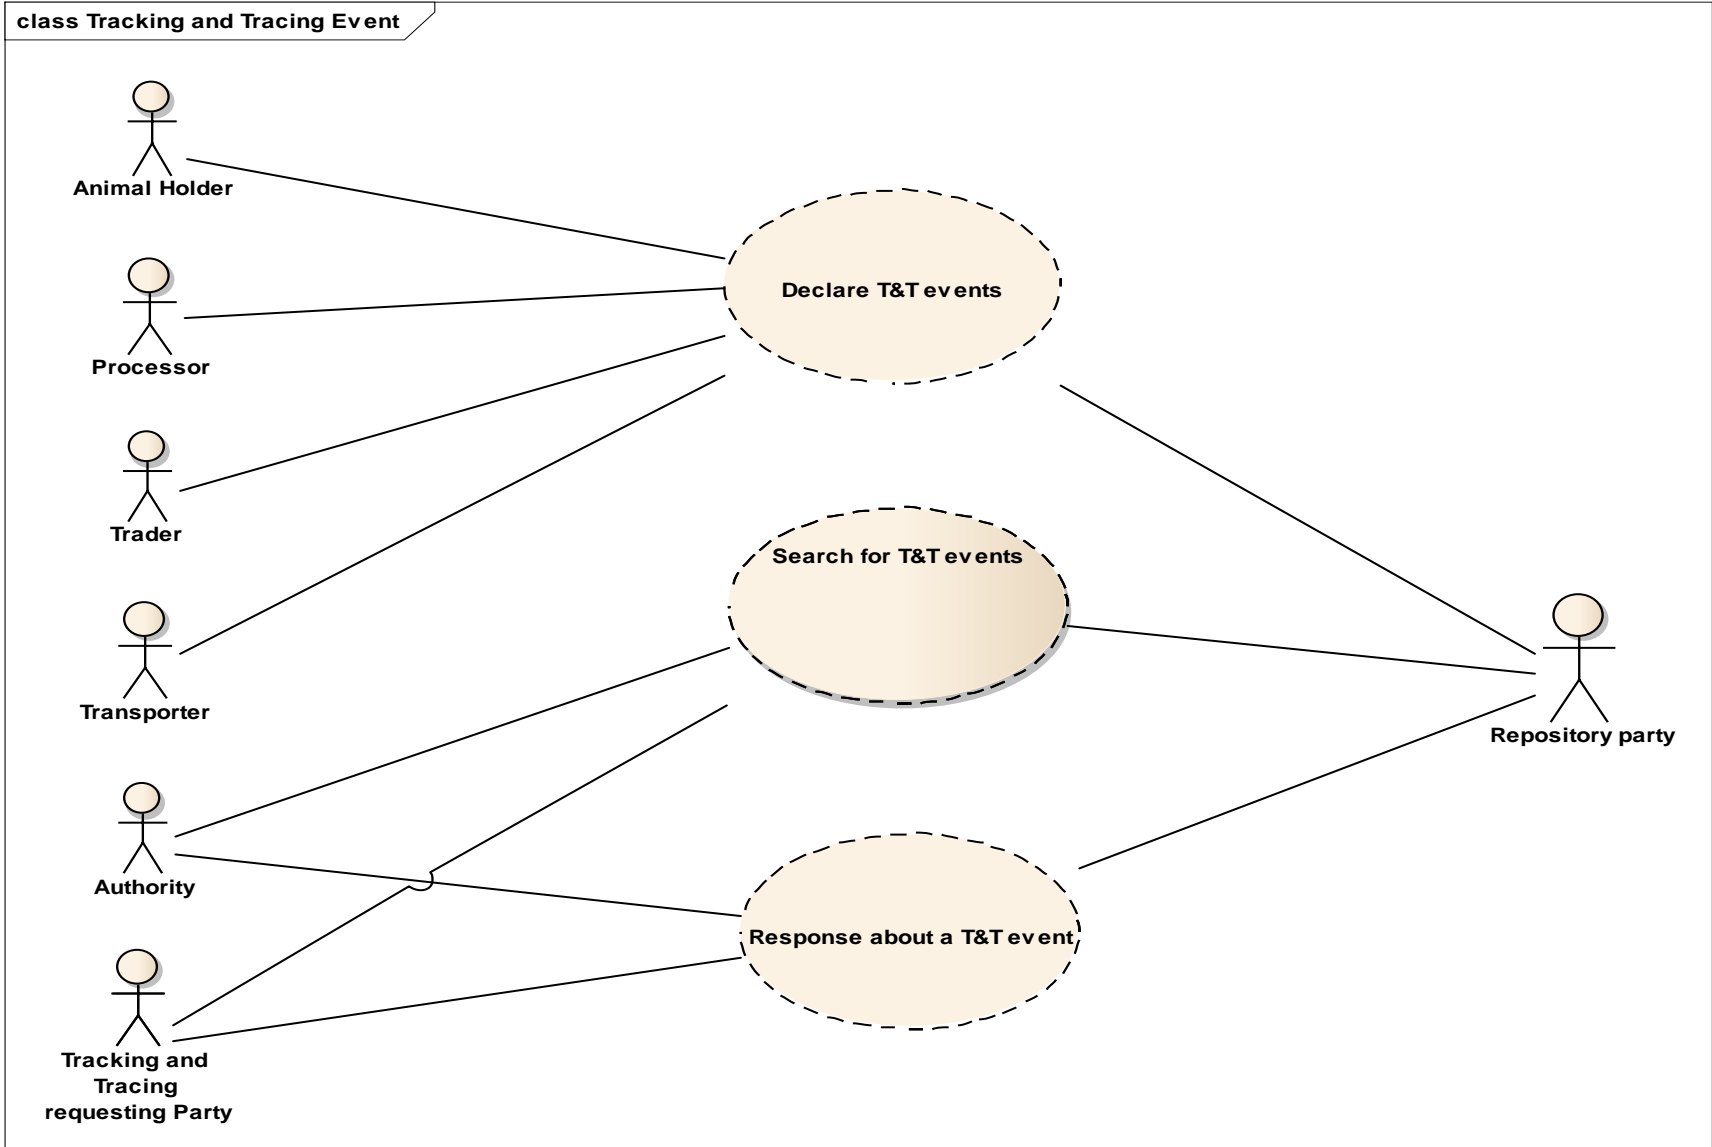 class Tracking and Tracing Event
Animal Holder
Declare T&T events
Processor
Trader
Search for T&T events
Transporter
Repository party
Authority
Response about a T&T event
Tracking and
Tracing
requesting Party